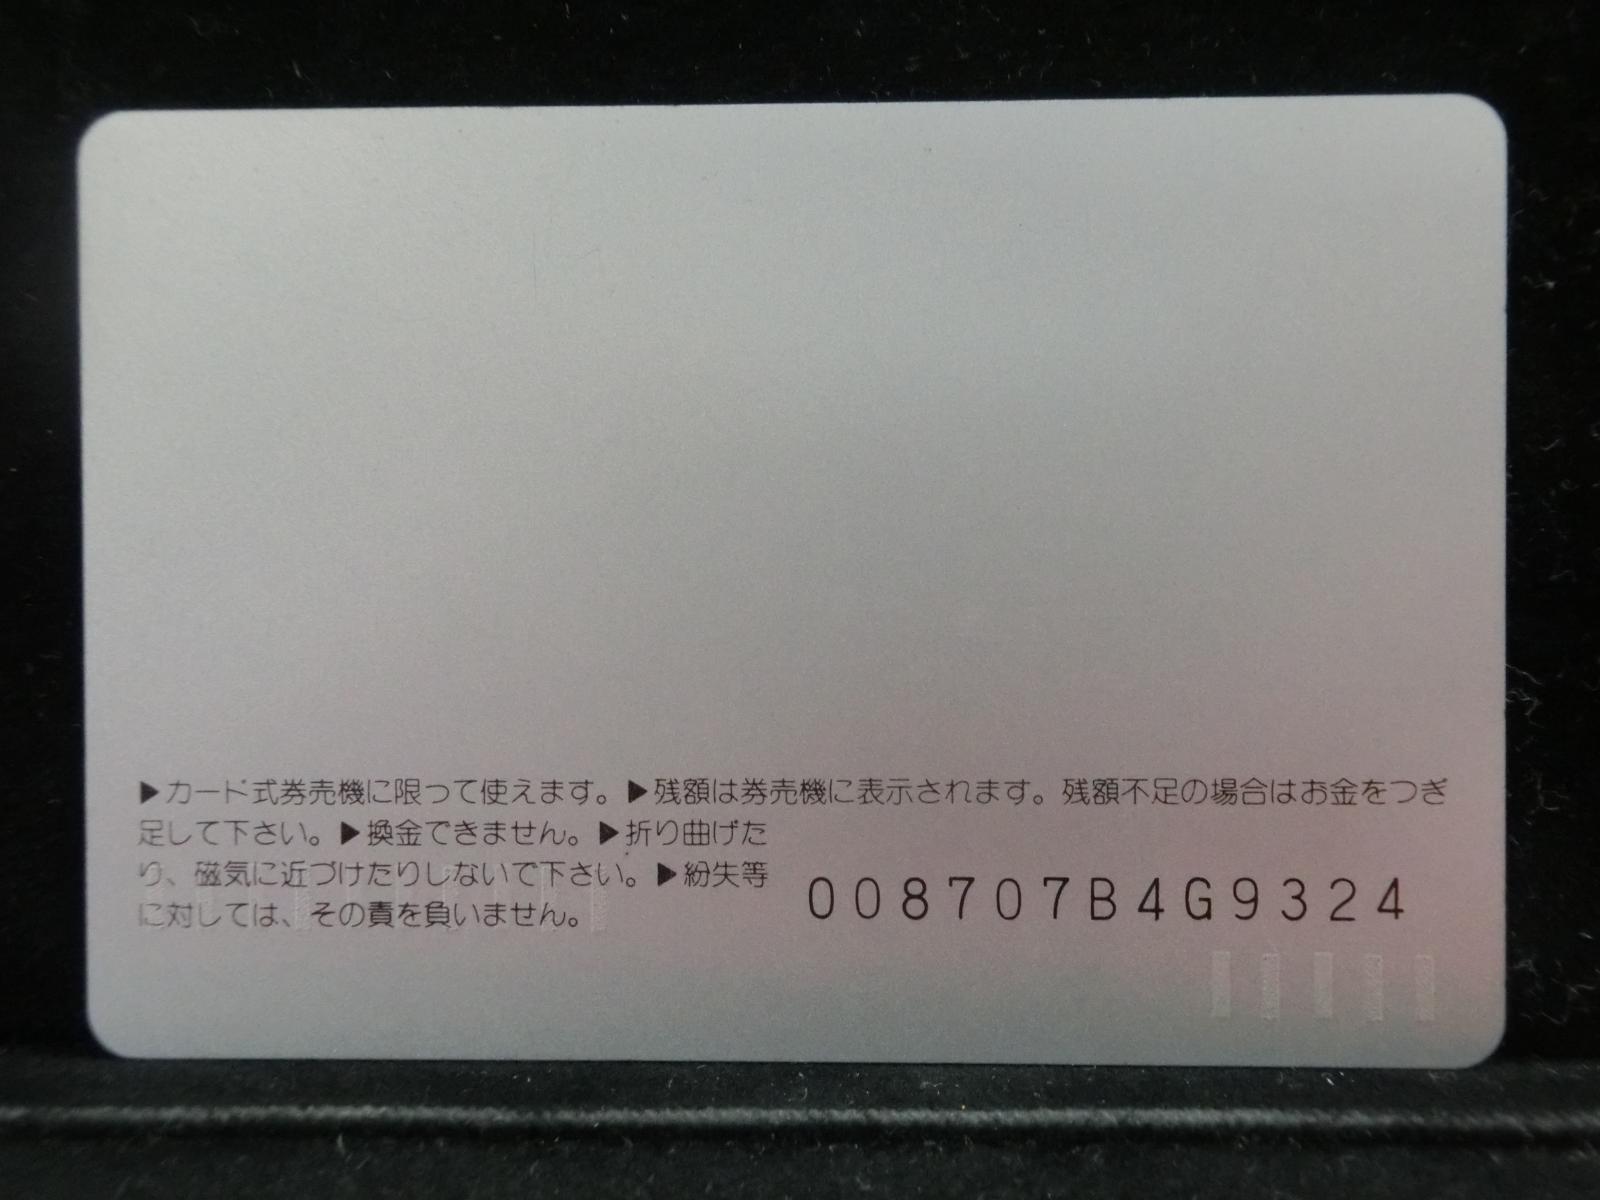 ▶カード式券売機に限って使えます。▶残額は券売機に表示されます。残額不足の場合はお金をつぎ
足して下さい。▶換金できません。▶折り曲げた
り、磁気に近づけたりしないで下さい。▶紛失等
に対しては、その責を負いません。
008707B4G9324